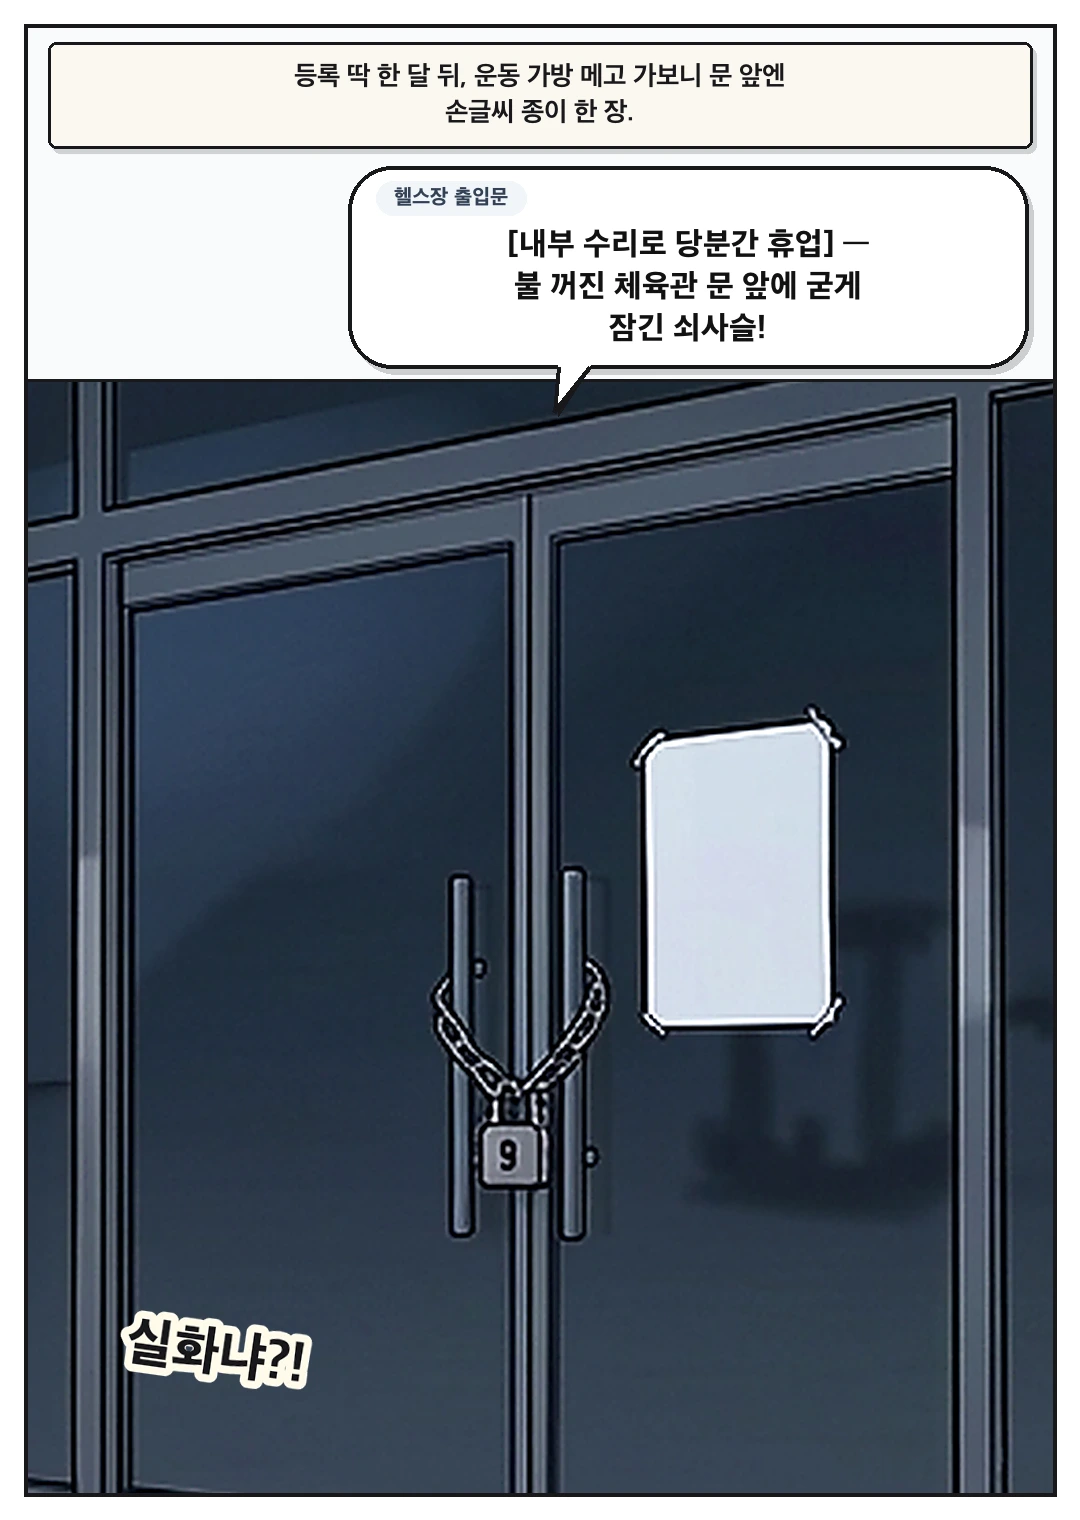 등록 딱 한 달 뒤, 운동 가방 메고 가보니 문 앞엔
손글씨 종이 한 장.
헬스장 출입문
[내부 수리로 당분간 휴업] —
불 꺼진 체육관 문 앞에 굳게
잠긴 쇠사슬!
9
실화냐?!